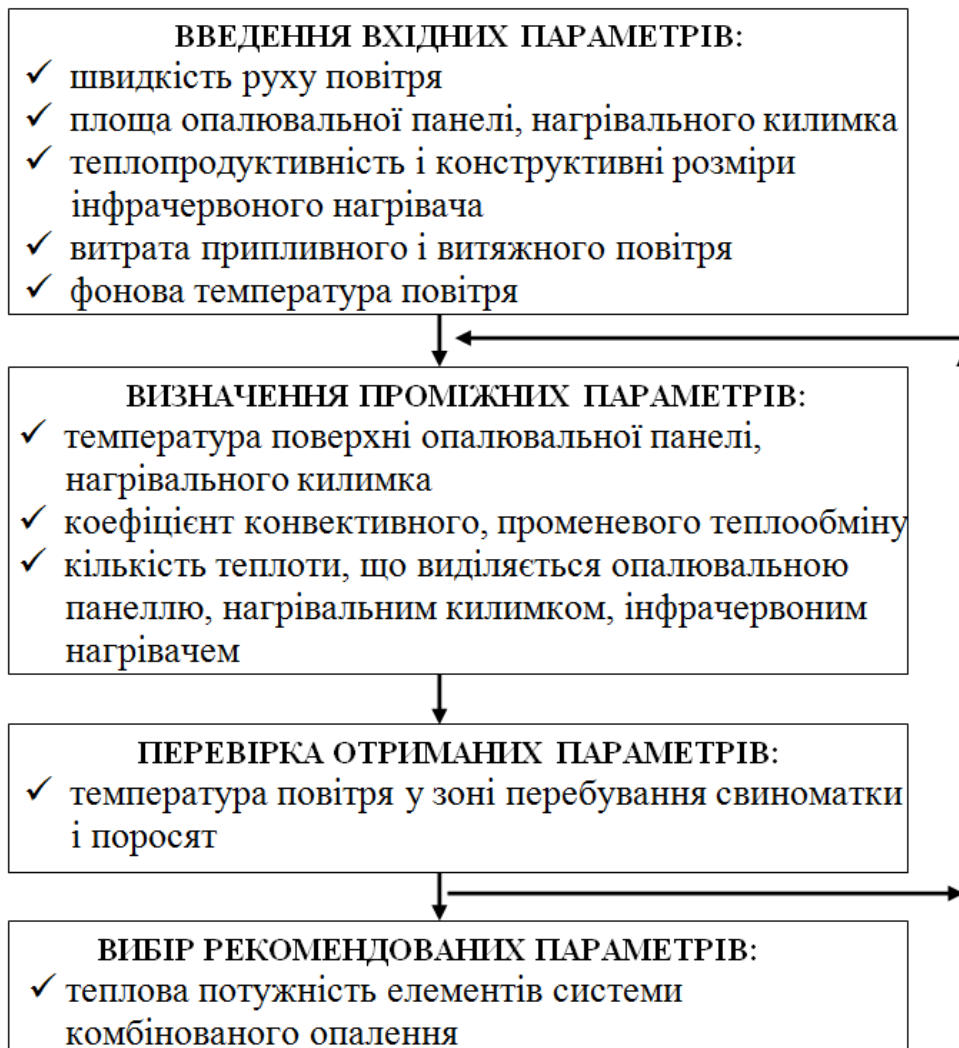 ВВЕДЕННЯ ВХІДНИХ ПАРАМЕТРІВ:
✓ швидкість руху повітря
✓ площа опалювальної панелі, нагрівального килимка
✓ теплопродуктивність і конструктивні розміри
інфрачервоного нагрівача
✓ витрата припливного і витяжного повітря
✓ фонова температура повітря
ВИЗНАЧЕННЯ ПРОМІЖНИХ ПАРАМЕТРІВ:
✓ температура поверхні опалювальної панелі,
нагрівального килимка
✓ коефіцієнт конвективного, променевого теплообміну
✓ кількість теплоти, що виділяється опалювальною
панеллю, нагрівальним килимком, інфрачервоним
нагрівачем
ПЕРЕВІРКА ОТРИМАНИХ ПАРАМЕТРІВ:
✓ температура повітря у зоні перебування свиноматки
і поросят
ВИБІР РЕКОМЕНДОВАНИХ ПАРАМЕТРІВ:
✓ теплова потужність елементів системи
комбінованого опалення